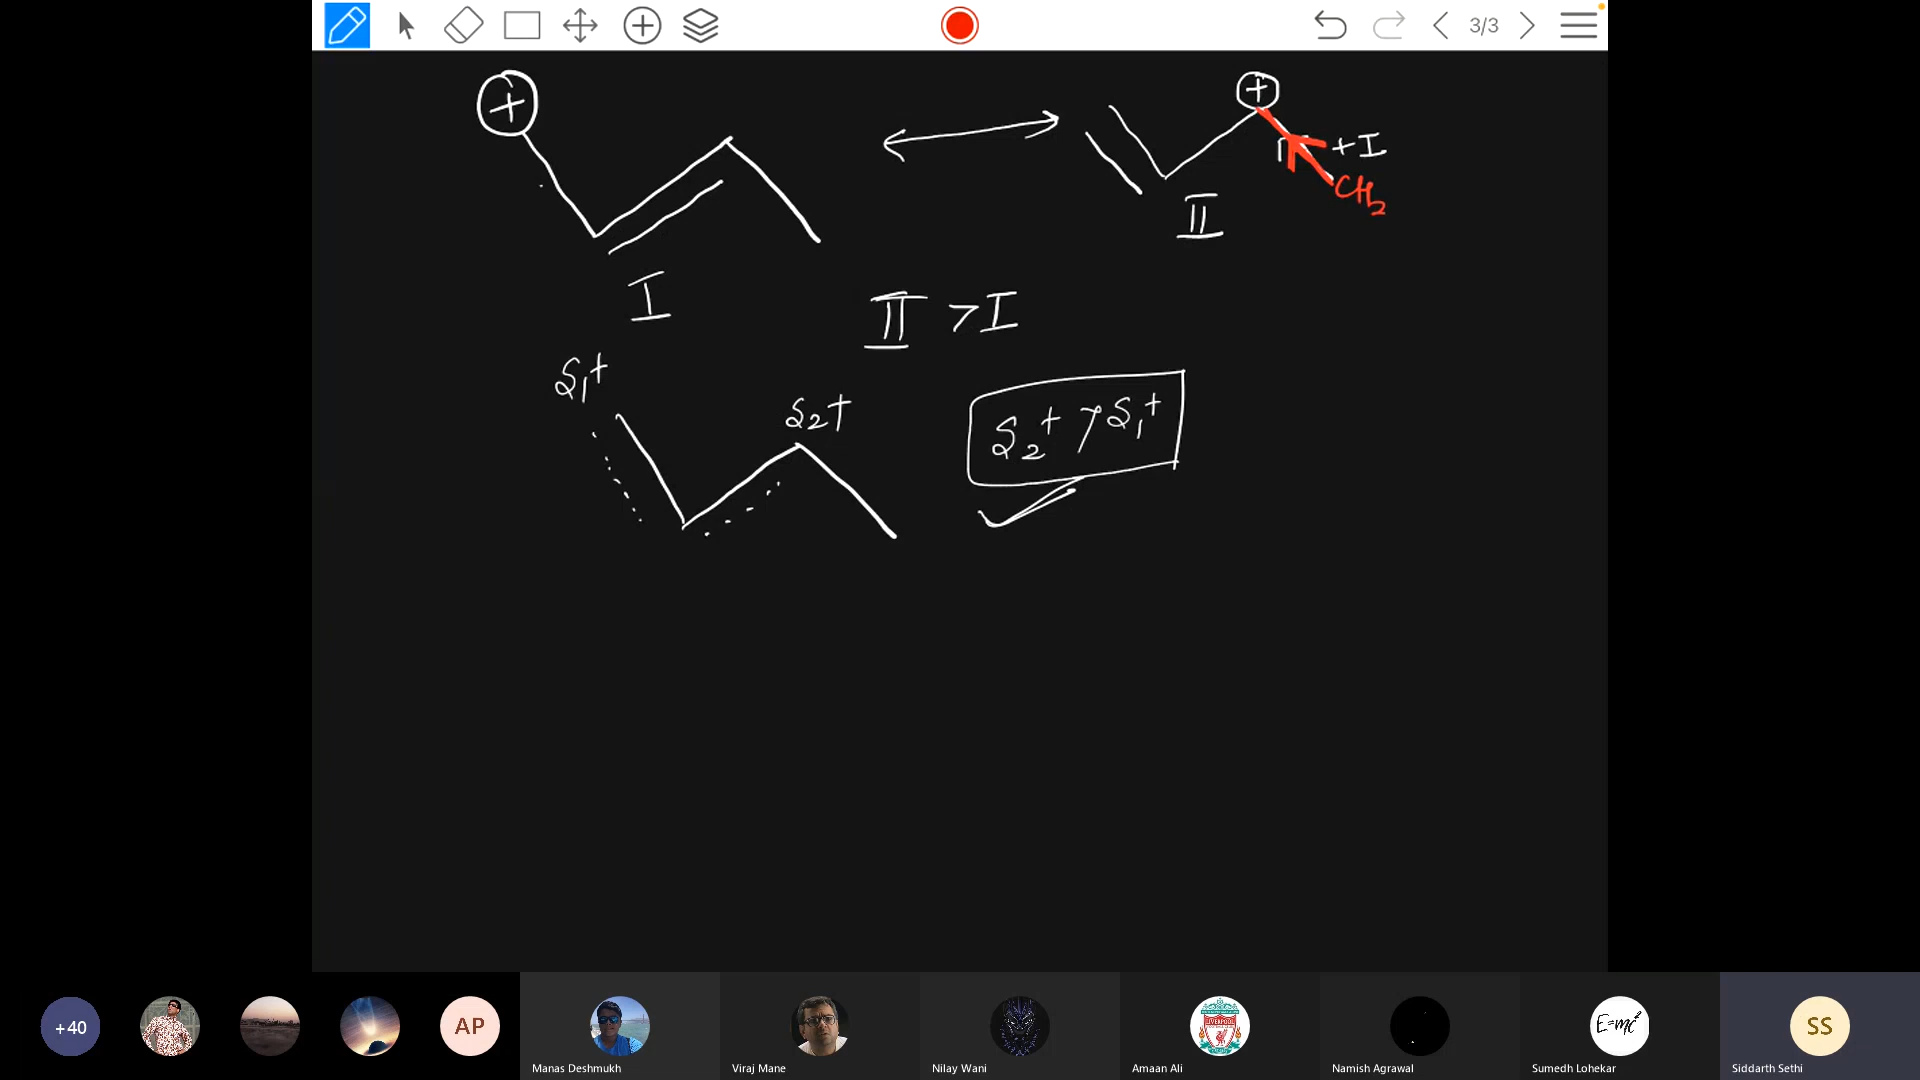 3/3
+
+
+I
CH2
II
I
II > I
δ1+
δ2+
δ2+ > δ1+
+40
AP
E=mc²
SS
Manas Deshmukh
Viraj Mane
Nilay Wani
Amaan Ali
Namish Agrawal
Sumedh Lohekar
Siddarth Sethi